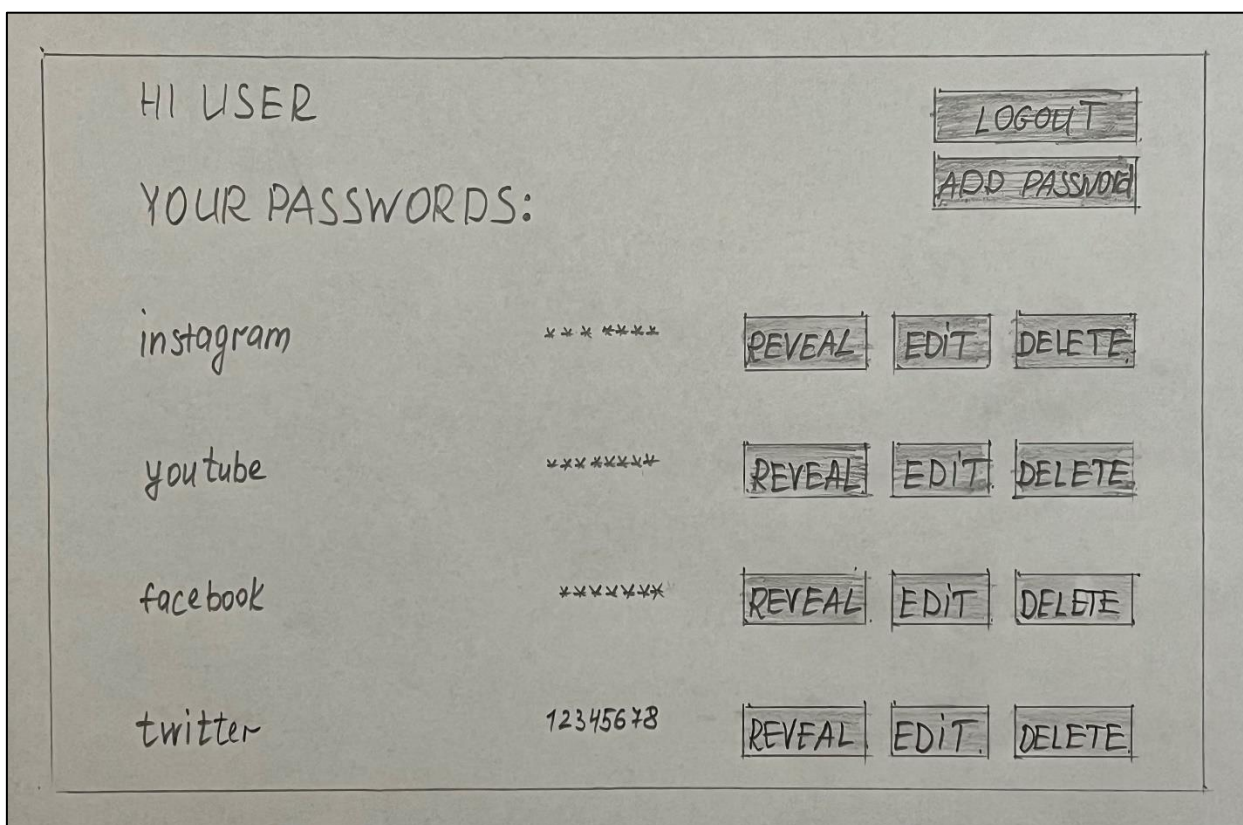 HI USER
LOGOUT
ADD PASSWORD
YOUR PASSWORDS:
instagram ******* REVEAL EDIT DELETE
youtube ******** REVEAL EDIT DELETE
facebook ******* REVEAL EDIT DELETE
twitter 12345678 REVEAL EDIT DELETE